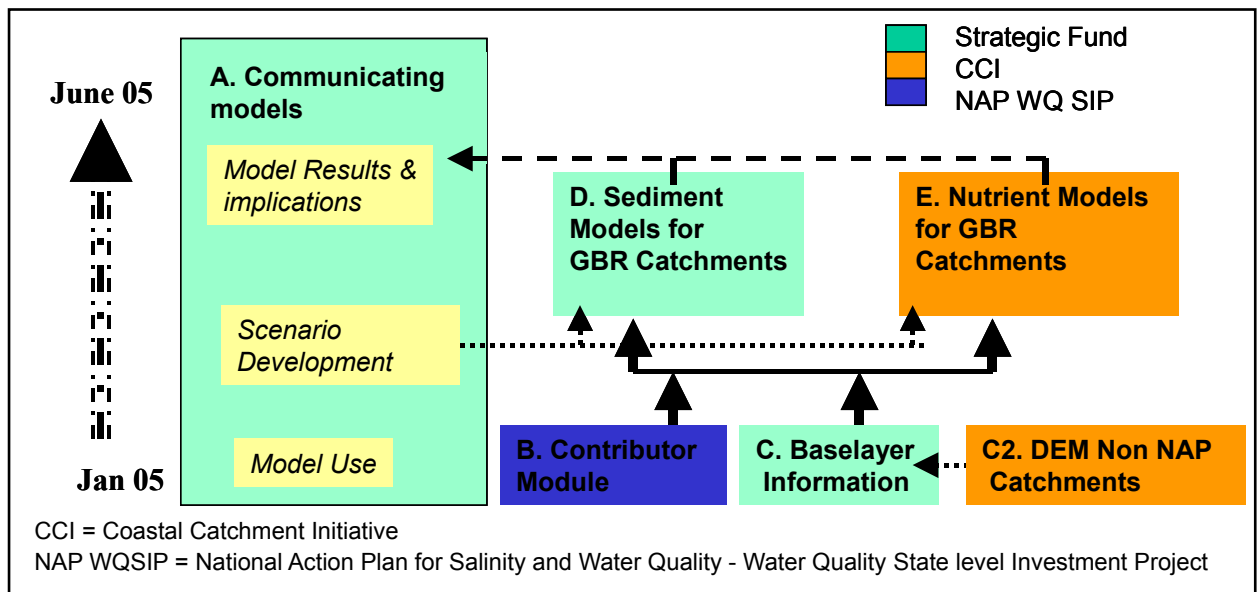 Strategic Fund
CCI
NAP WQ SIP
June 05
Jan 05
A. Communicating
models
Model Results &
implications
Scenario
Development
Model Use
D. Sediment
Models for
GBR Catchments
E. Nutrient Models
for GBR
Catchments
B. Contributor
Module
C. Baselayer
Information
C2. DEM Non NAP
Catchments
CCI = Coastal Catchment Initiative
NAP WQSIP = National Action Plan for Salinity and Water Quality - Water Quality State level Investment Project